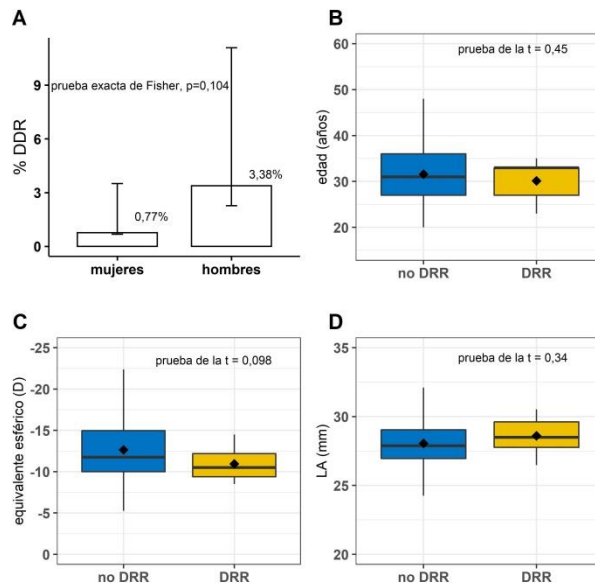 A
% DDR
9
6
3
0
prueba exacta de Fisher, p=0,104
0,77%
3,38%
mujeres
hombres
B
edad (años)
60
50
40
30
20
prueba de la t = 0,45
no DRR
DRR
C
equivalente esférico (D)
-25
-20
-15
-10
-5
0
prueba de la t = 0,098
no DRR
DRR
D
LA (mm)
35
30
25
20
prueba de la t = 0,34
no DRR
DRR